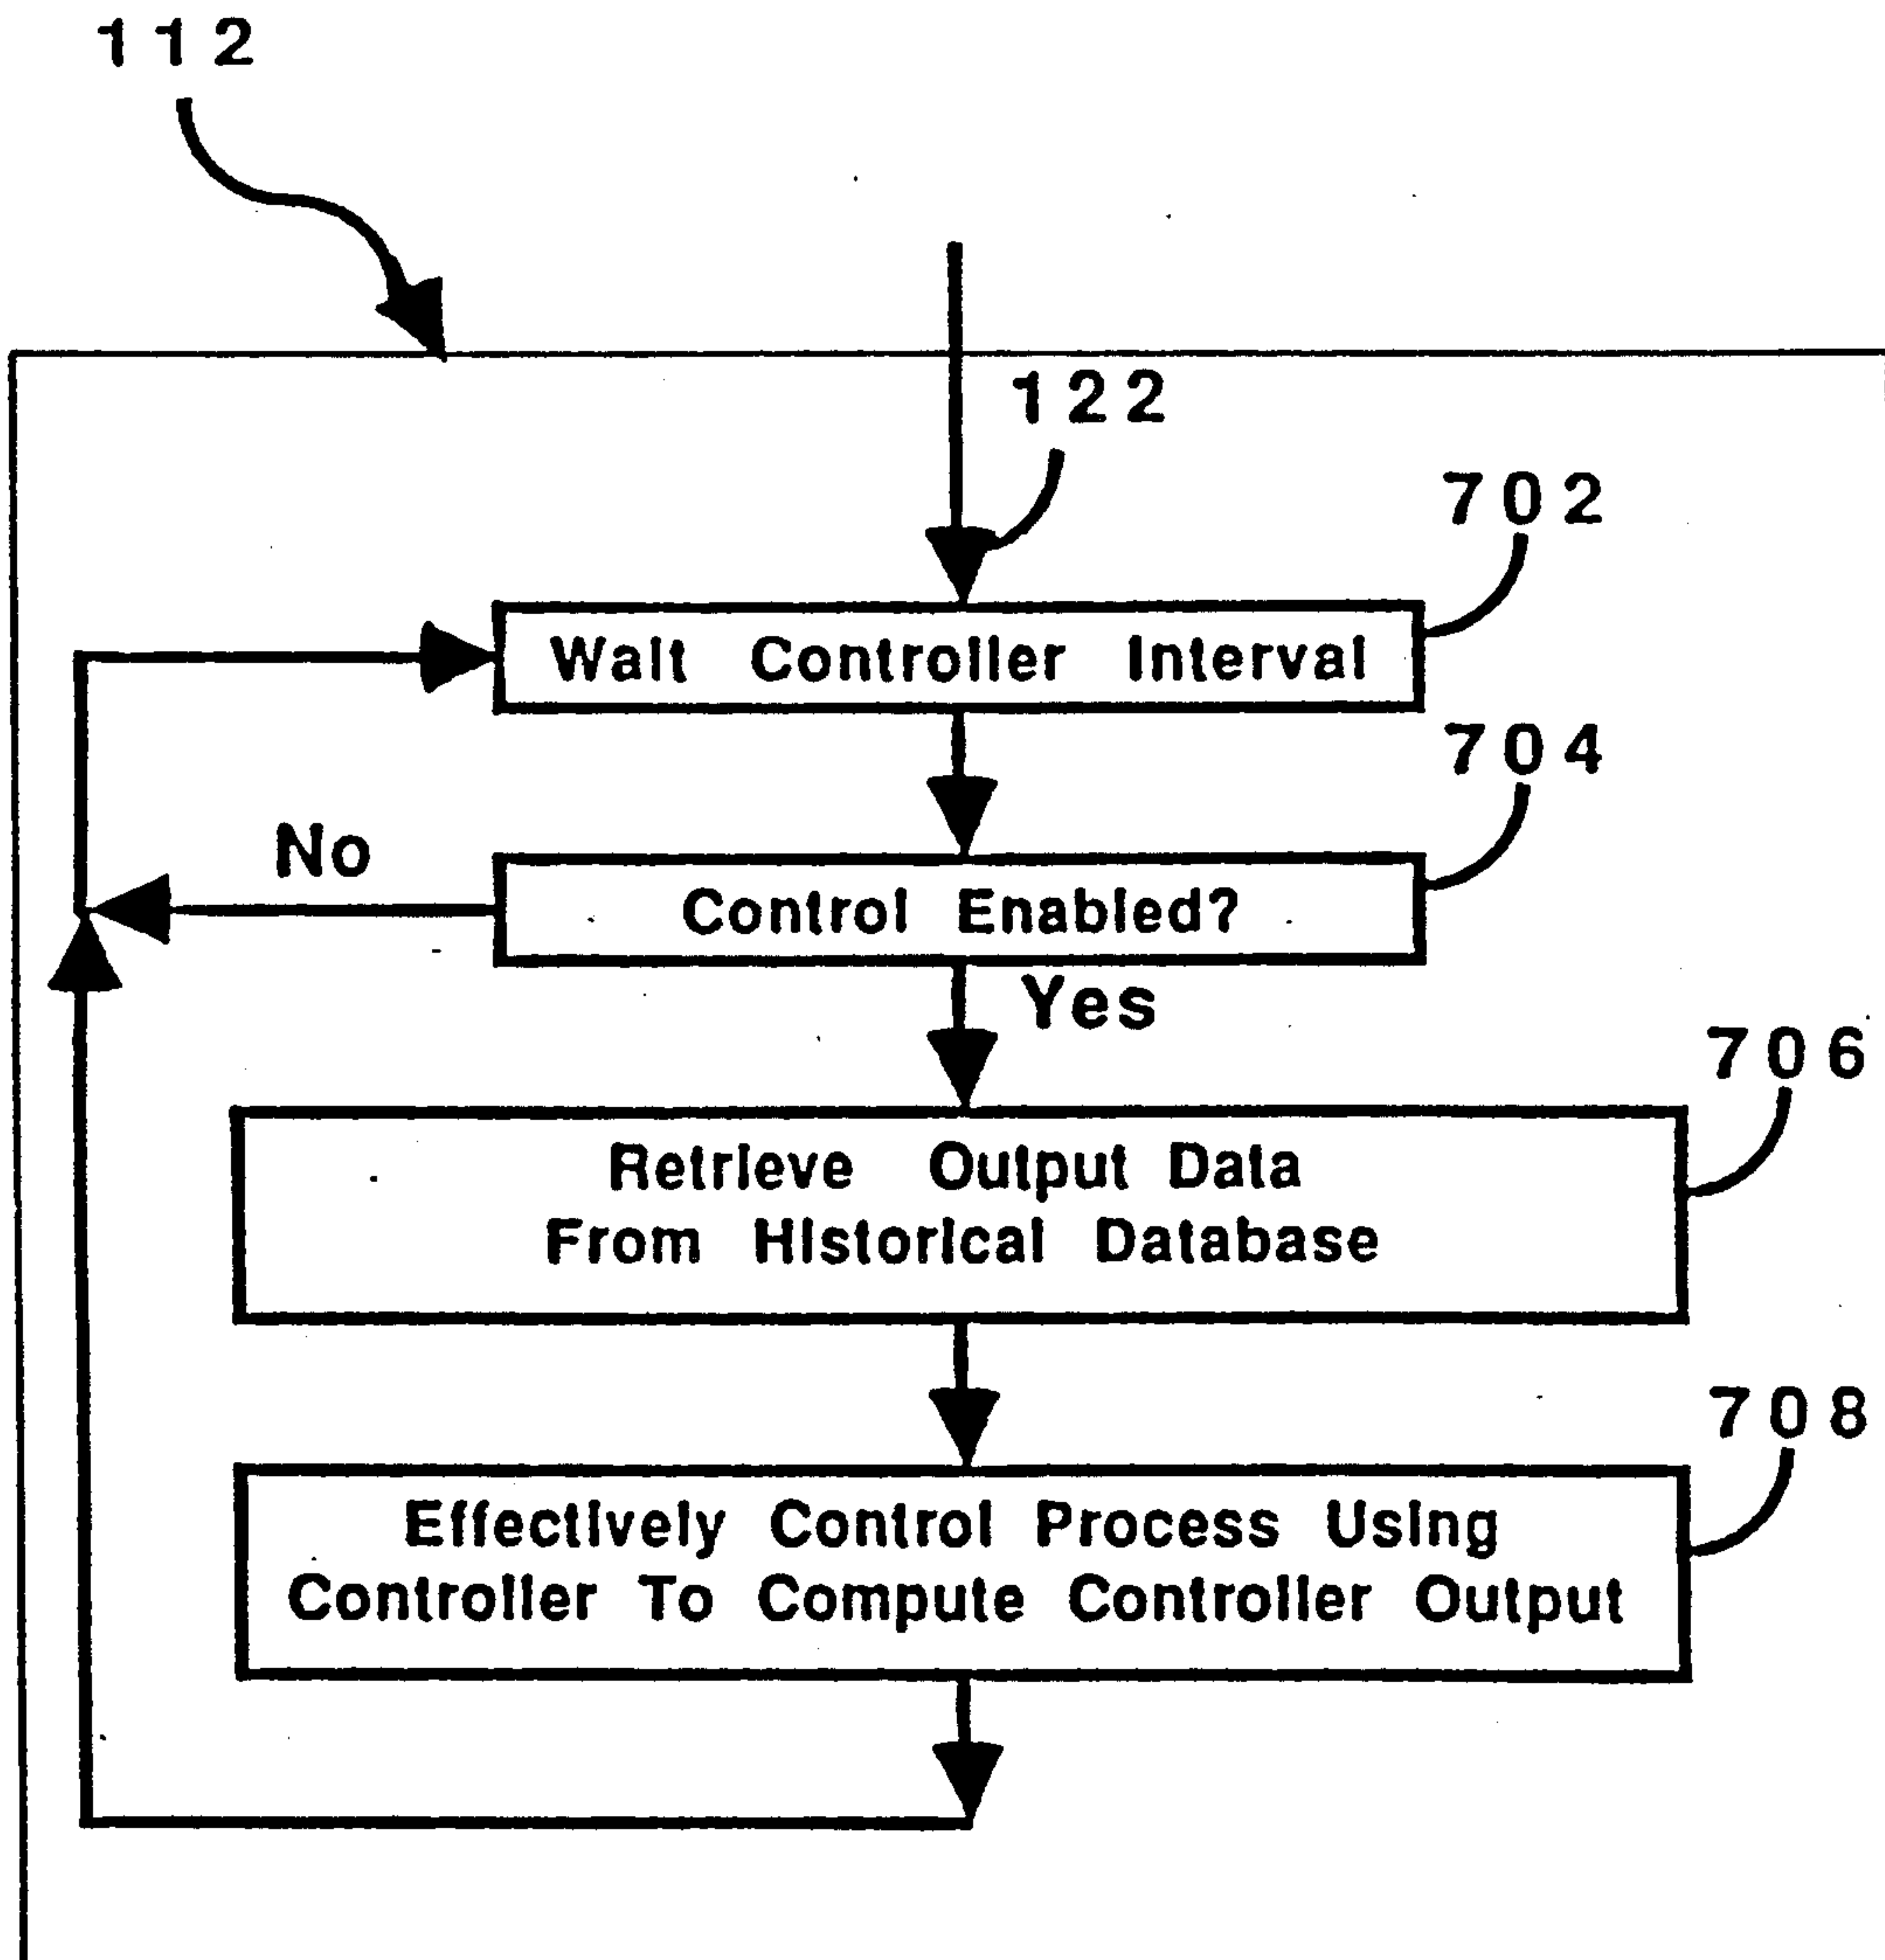 112
122
702
Wait Controller Interval
704
No
Control Enabled?
Yes
706
Retrieve Output Data
From Historical Database
708
Effectively Control Process Using
Controller To Compute Controller Output